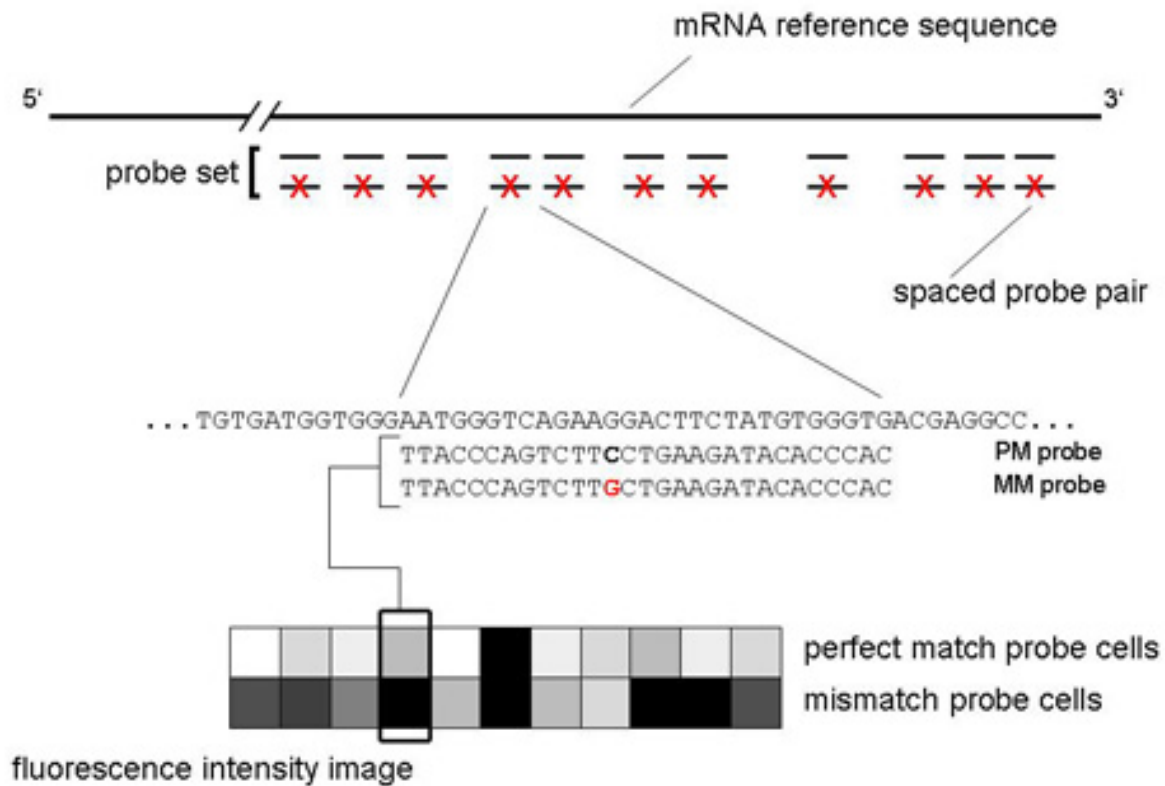 mRNA reference sequence
5' 3'
probe set
spaced probe pair
...TGTGATGGTGGGAATGGGTCAGAAGGACTTCTATGTGGGTGACGAGGCC...
TTACCCAGTCTTCCTGAAGATACACCCAC PM probe
TTACCCAGTCTTGCTGAAGATACACCCAC MM probe
perfect match probe cells
mismatch probe cells
fluorescence intensity image